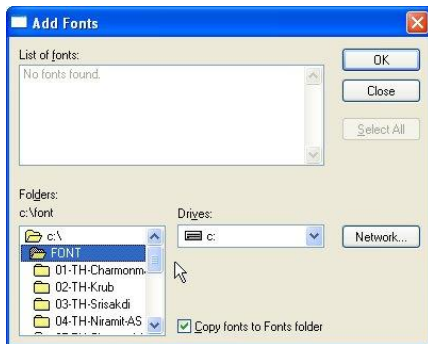 Add Fonts
List of fonts:
No fonts found.
OK
Close
Select All
Folders:
c:\font
Drives:
c:\
FONT
01-TH-Charmonm
02-TH-Krub
03-TH-Srisakdi
04-TH-Niramit-AS
c:
Network...
Copy fonts to Fonts folder